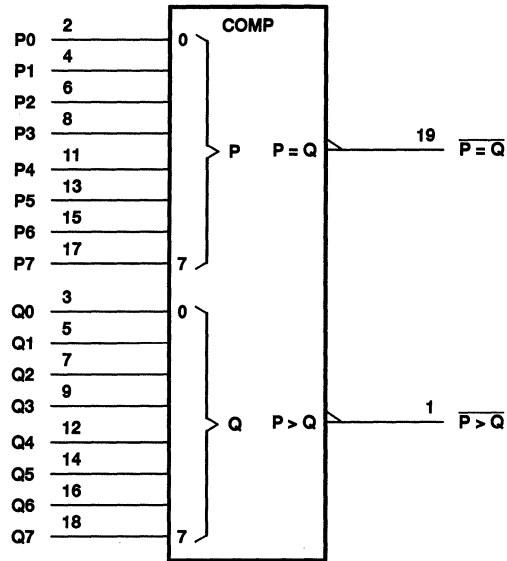 COMP
P0 2 0
P1 4
P2 6
P3 8
P4 11
P5 13
P6 15
P7 17 7
P P = Q 19 P = Q
Q0 3 0
Q1 5
Q2 7
Q3 9
Q4 12
Q5 14
Q6 16
Q7 18 7
Q P > Q 1 P > Q